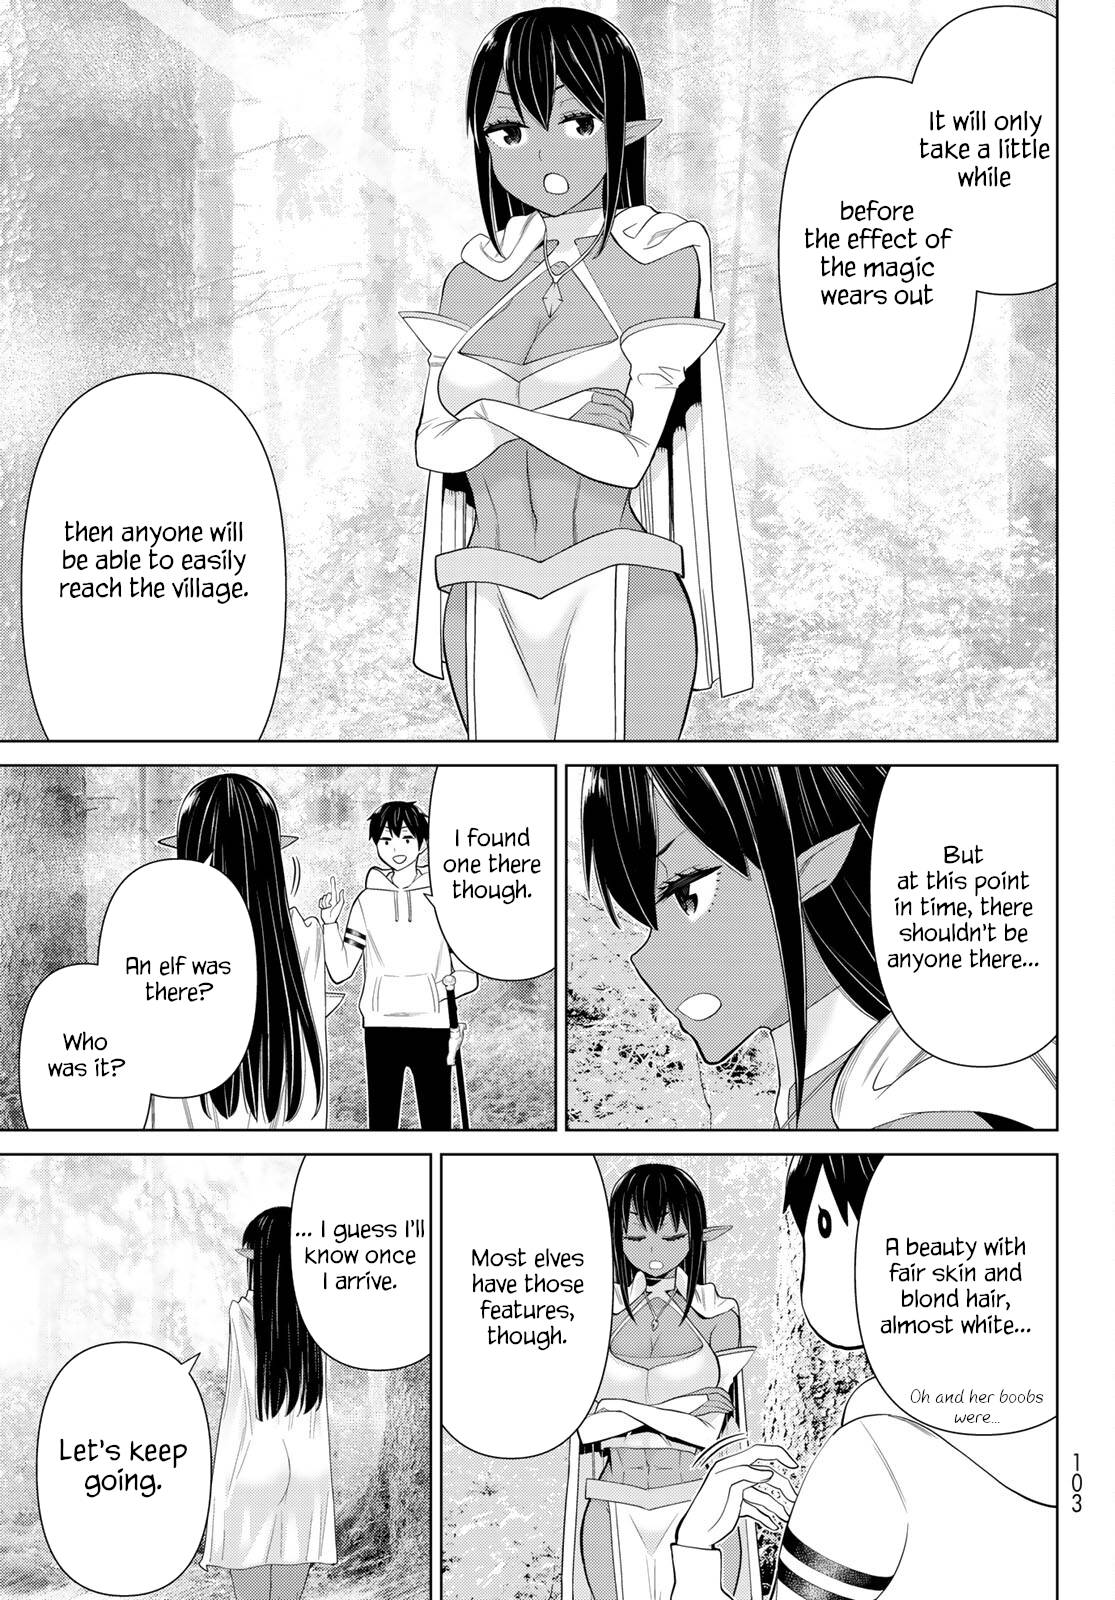 It will only
take a little
while
before
the effect of
the magic
wears out
then anyone will
be able to easily
reach the village.
But
at this point
in time, there
shouldn't be
anyone there...
I found
one there
though.
An elf was
there?
Who
was it?
A beauty with
fair skin and
blond hair,
almost white...
Oh and her boobs
were...
Most elves
have those
features,
though.
... I guess I'll
know once
I arrive.
Let's keep
going.
103